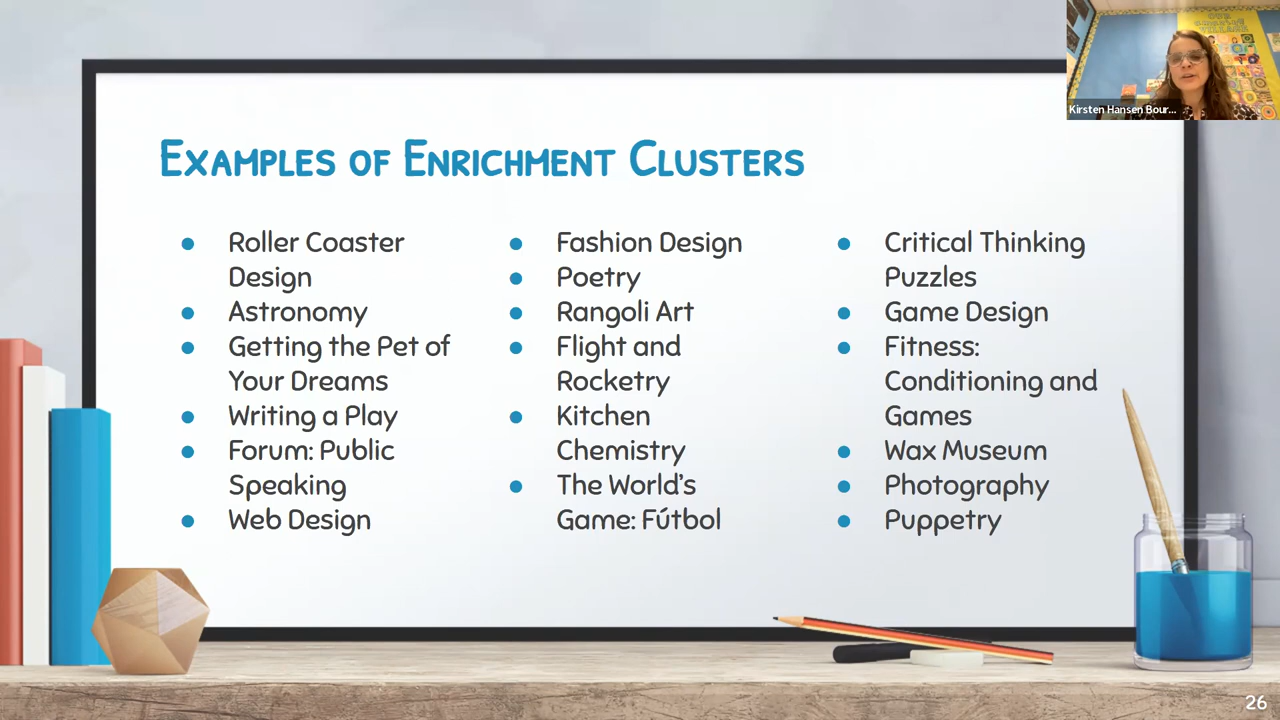 Examples of Enrichment Clusters
Roller Coaster
Design
Astronomy
Getting the Pet of
Your Dreams
Writing a Play
Forum: Public
Speaking
Web Design
Fashion Design
Poetry
Rangoli Art
Flight and
Rocketry
Kitchen
Chemistry
The World's
Game: Fútbol
Critical Thinking
Puzzles
Game Design
Fitness:
Conditioning and
Games
Wax Museum
Photography
Puppetry
Kirsten Hansen Bour...
26